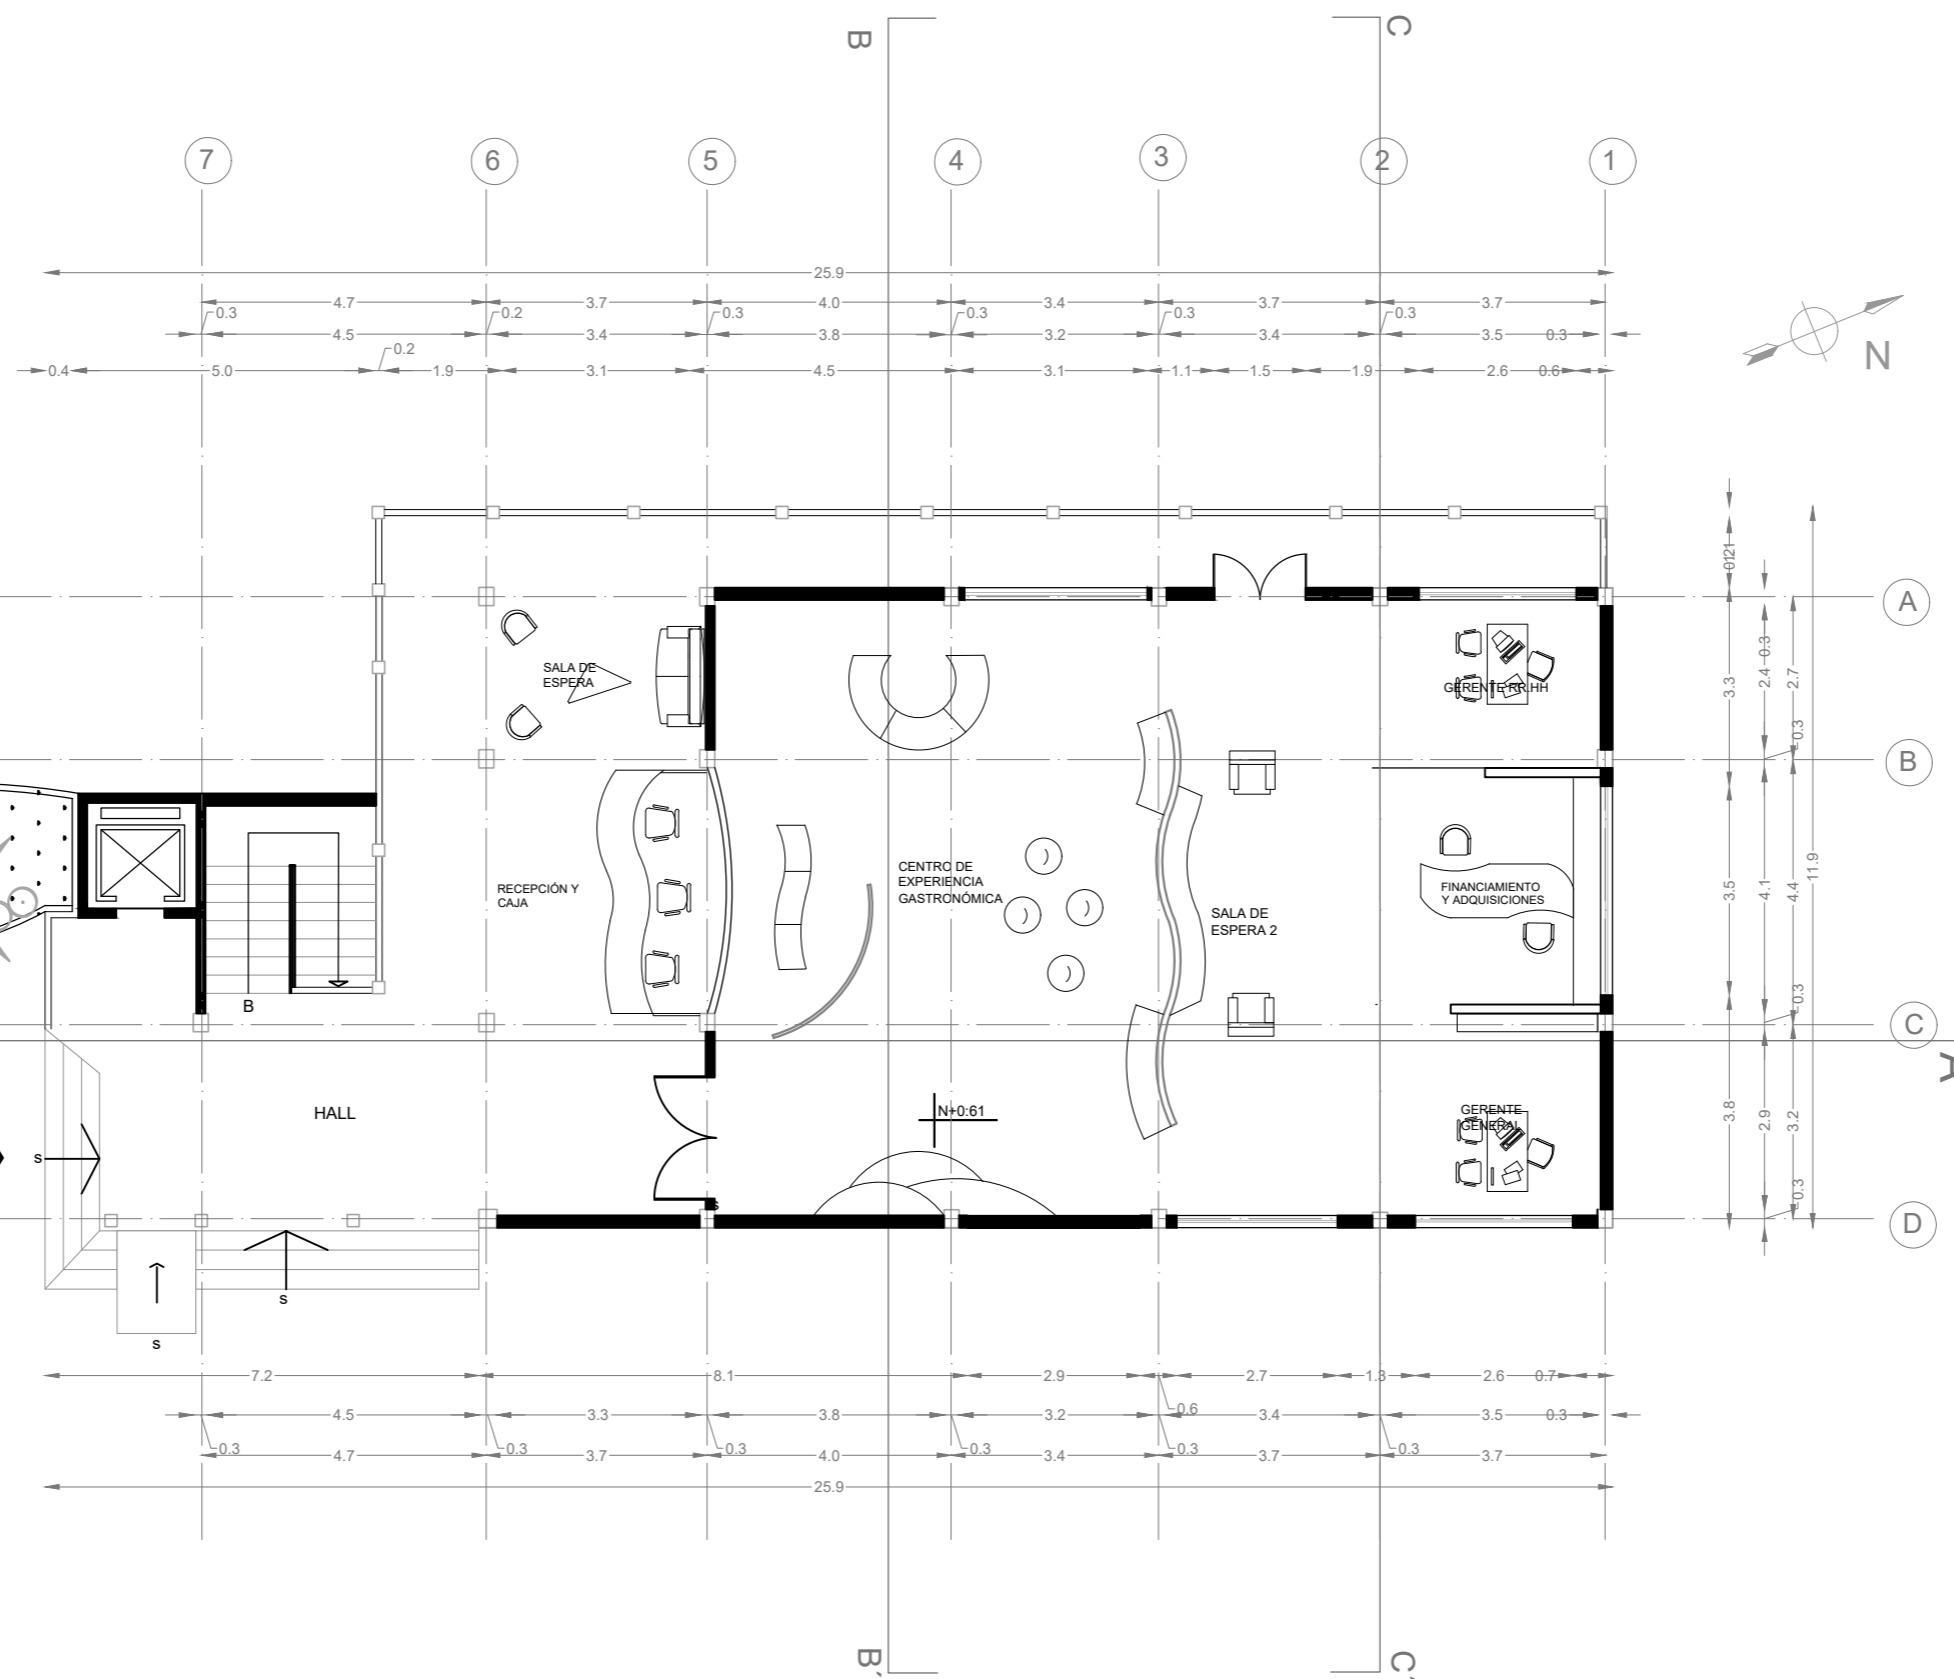 B
C
7
6
5
4
3
2
1
25.9
4.7
3.7
4.0
3.4
3.7
3.7
0.3
0.2
0.3
0.3
0.3
0.3
4.5
3.4
3.8
3.2
3.4
3.5
0.3
0.2
0.4
5.0
1.9
3.1
4.5
3.1
1.1
1.5
1.9
2.6
0.6
N
A
B
C
D
A
3.3
3.5
3.8
0.3
2.4
4.1
2.9
2.7
0.3
4.4
0.3
3.2
0.3
11.9
SALA DE
ESPERA
GERENTE RR.HH
RECEPCIÓN Y
CAJA
CENTRO DE
EXPERIENCIA
GASTRONÓMICA
SALA DE
ESPERA 2
FINANCIAMIENTO
Y ADQUISICIONES
B
HALL
N+0:61
GERENTE
GENERAL
s
s
s
s
7.2
8.1
2.9
2.7
1.3
2.6
0.7
0.6
4.5
3.3
3.8
3.2
3.4
3.5
0.3
0.3
0.3
0.3
0.3
0.3
0.3
4.7
3.7
4.0
3.4
3.7
3.7
25.9
B´
C´